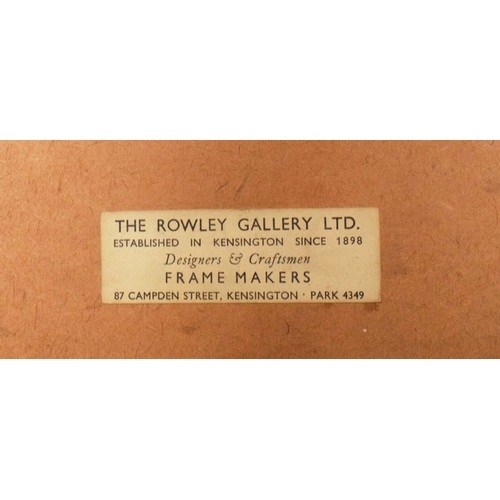 THE ROWLEY GALLERY LTD.
ESTABLISHED IN KENSINGTON SINCE 1898
Designers & Craftsmen
FRAME MAKERS
87 CAMPDEN STREET, KENSINGTON · PARK 4349